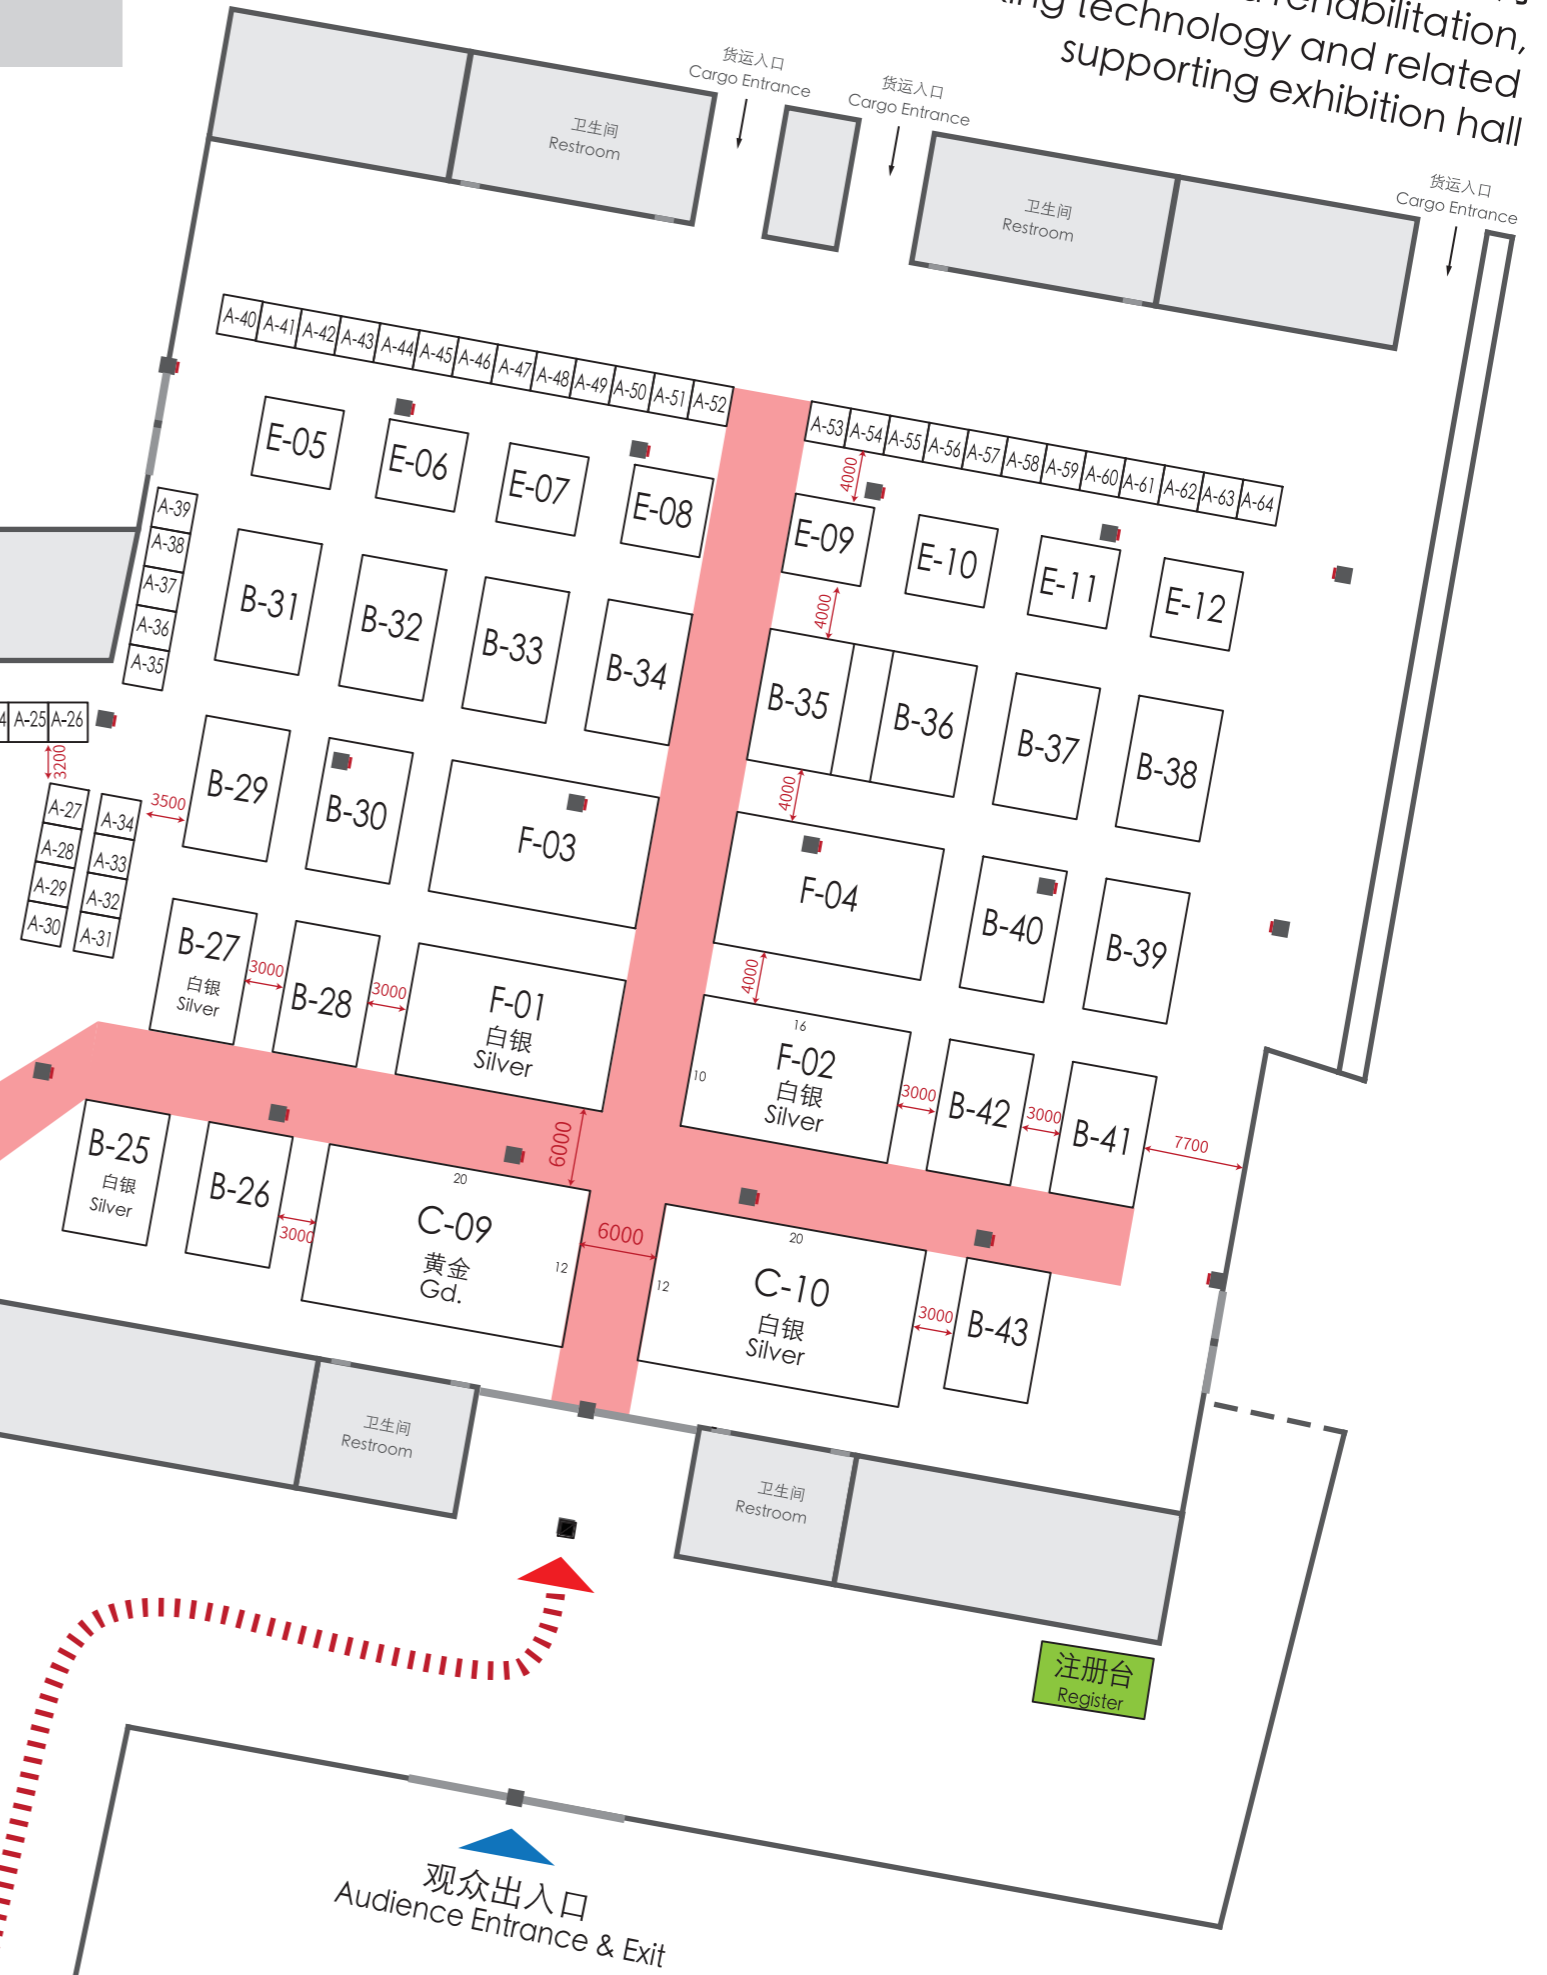 rehabilitation,
technology and related
supporting exhibition hall
货运入口
Cargo Entrance
货运入口
Cargo Entrance
货运入口
Cargo Entrance
卫生间
Restroom
卫生间
Restroom
A-40 A-41 A-42 A-43 A-44 A-45 A-46 A-47 A-48 A-49 A-50 A-51 A-52
A-53 A-54 A-55 A-56 A-57 A-58 A-59 A-60 A-61 A-62 A-63 A-64
4000
E-05 E-06 E-07 E-08 E-09 E-10 E-11 E-12
A-39
A-38
A-37
A-36
A-35
4000
B-31 B-32 B-33 B-34 B-35 B-36 B-37 B-38
A-25 A-26
3200
4000
A-27
A-28
A-29
A-30
A-34
A-33
A-32
A-31
3500
B-29 B-30 F-03 F-04 B-40 B-39
4000
B-27
白银
Silver
3000
B-28
3000
F-01
白银
Silver
16
10
F-02
白银
Silver
3000
B-42
3000
B-41
7700
6000
B-25
白银
Silver
B-26
3000
20
C-09
黄金
Gd.
12
6000
20
12
C-10
白银
Silver
3000
B-43
卫生间
Restroom
卫生间
Restroom
注册台
Register
观众出入口
Audience Entrance & Exit